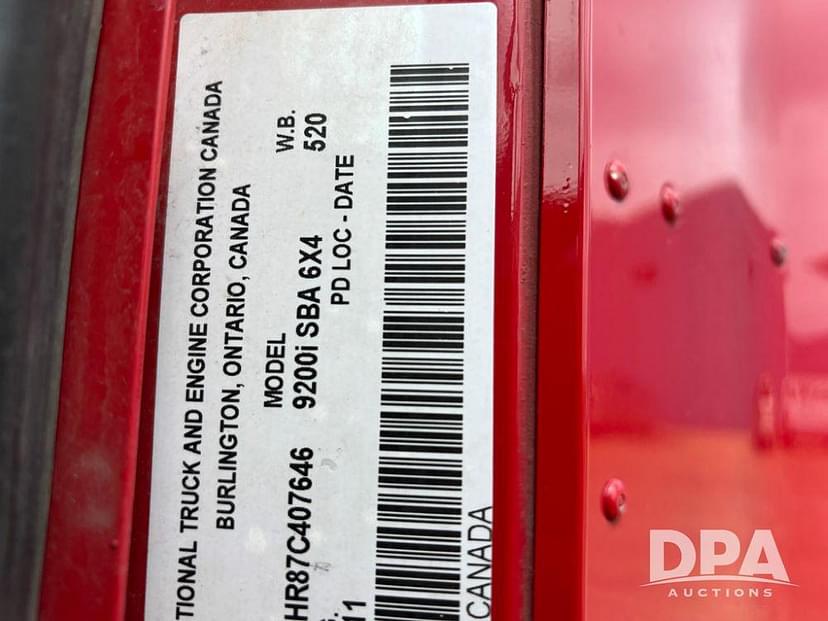 TIONAL TRUCK AND ENGINE CORPORATION CANADA
BURLINGTON, ONTARIO, CANADA
MODEL W.B.
HR87C407646 9200i SBA 6X4 520
PD LOC - DATE
11
CANADA
DPA
AUCTIONS